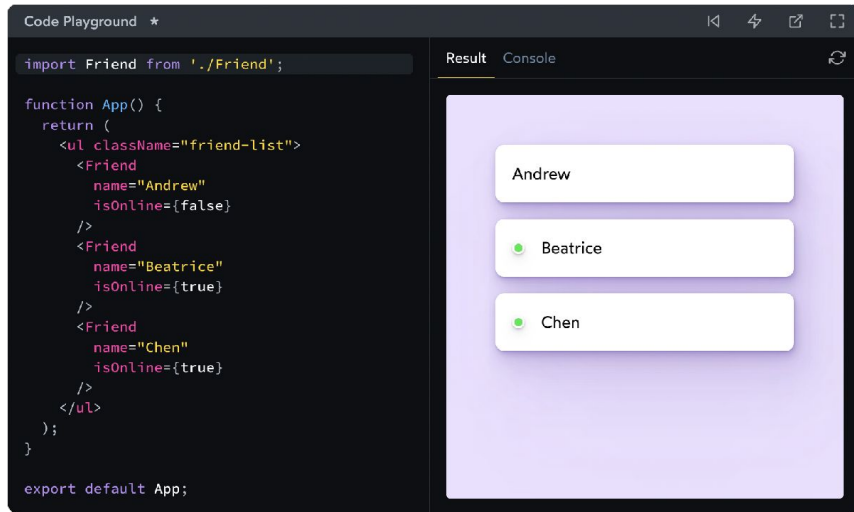 Code Playground *
import Friend from './Friend';
function App() {
  return (
    <ul className="friend-list">
      <Friend
        name="Andrew"
        isOnline={false}
      />
      <Friend
        name="Beatrice"
        isOnline={true}
      />
      <Friend
        name="Chen"
        isOnline={true}
      />
    </ul>
  );
}
export default App;
Result Console
Andrew
Beatrice
Chen